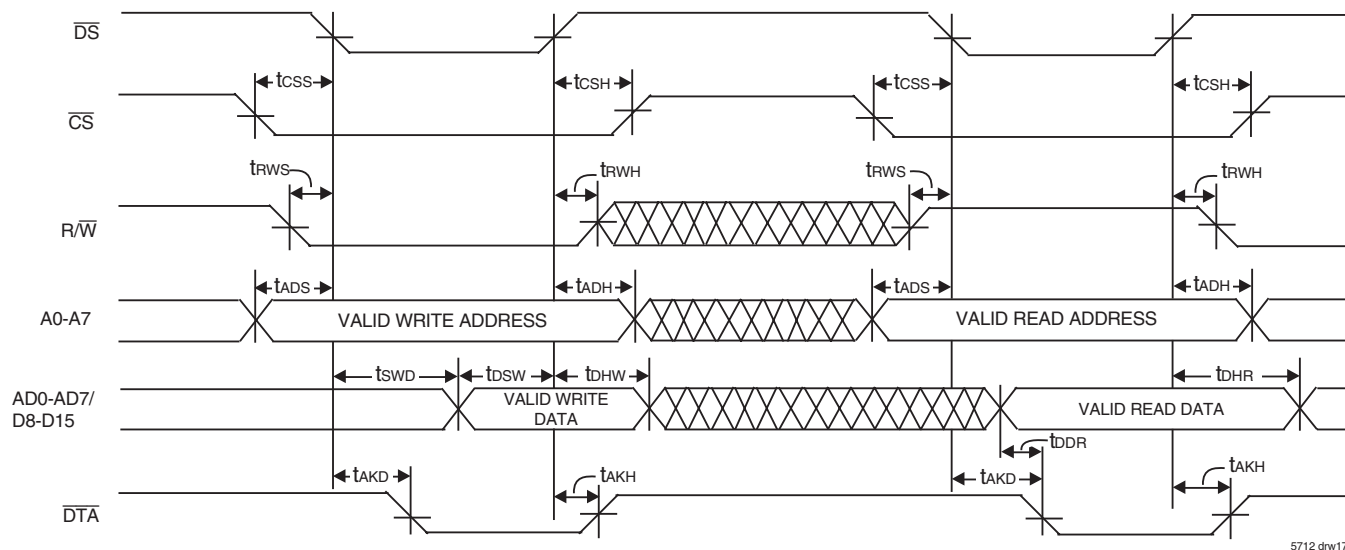 DS
tCSS
tCSH
tCSS
tCSH
CS
tRWS
tRWH
tRWS
tRWH
R/W
tADS
tADH
tADS
tADH
A0-A7
VALID WRITE ADDRESS
VALID READ ADDRESS
tSWD
tDSW
tDHW
tDHR
AD0-AD7/
D8-D15
VALID WRITE
DATA
VALID READ DATA
tDDR
tAKD
tAKH
tAKD
tAKH
DTA
5712 drw17